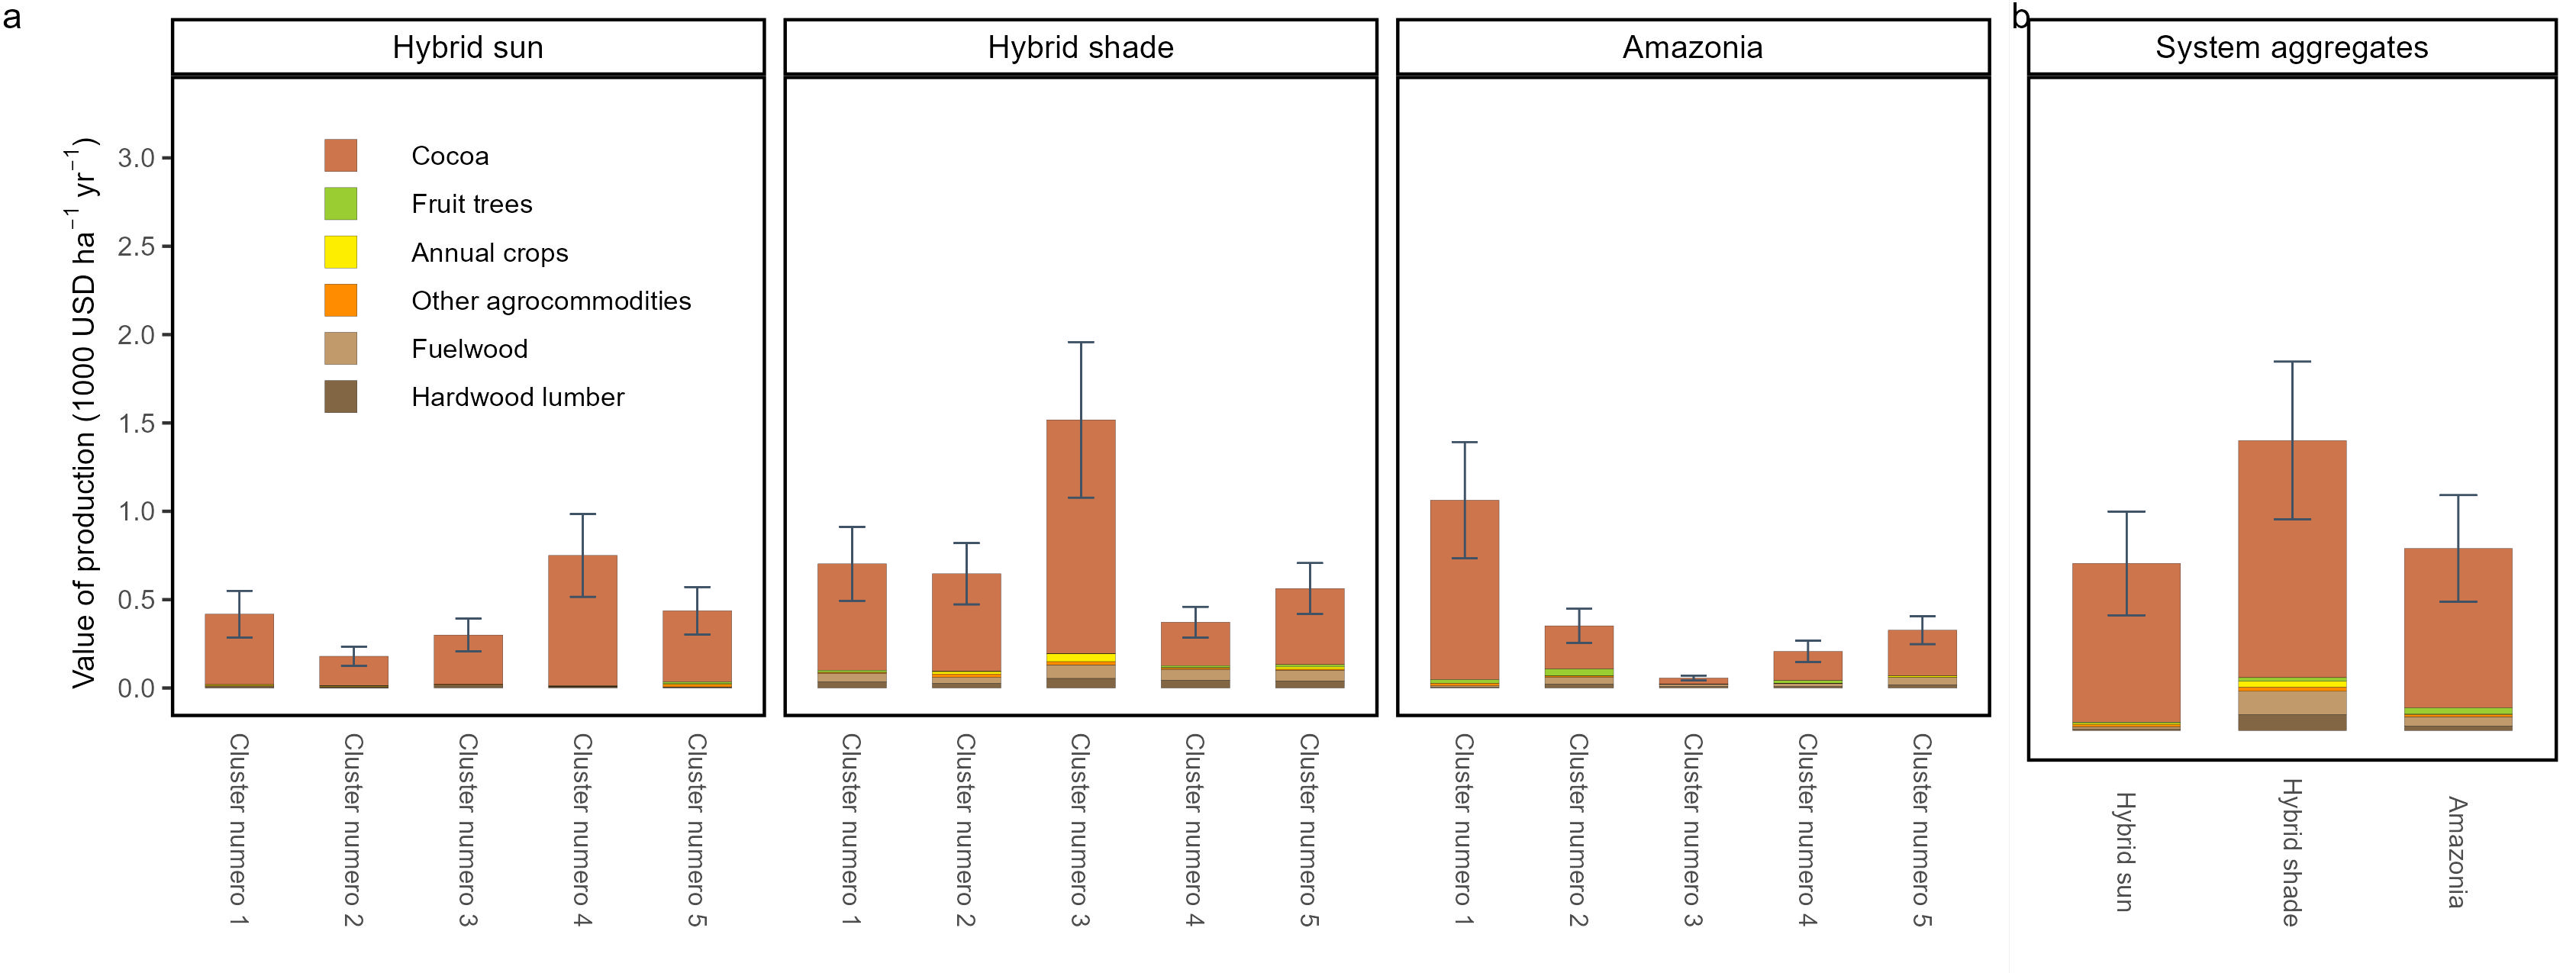 a
b
Hybrid sun
Hybrid shade
Amazonia
System aggregates
Value of production (1000 USD ha⁻¹ yr⁻¹)
3.0
2.5
2.0
1.5
1.0
0.5
0.0
Cocoa
Fruit trees
Annual crops
Other agrocommodities
Fuelwood
Hardwood lumber
Cluster numero 1
Cluster numero 2
Cluster numero 3
Cluster numero 4
Cluster numero 5
Cluster numero 1
Cluster numero 2
Cluster numero 3
Cluster numero 4
Cluster numero 5
Cluster numero 1
Cluster numero 2
Cluster numero 3
Cluster numero 4
Cluster numero 5
Hybrid sun
Hybrid shade
Amazonia